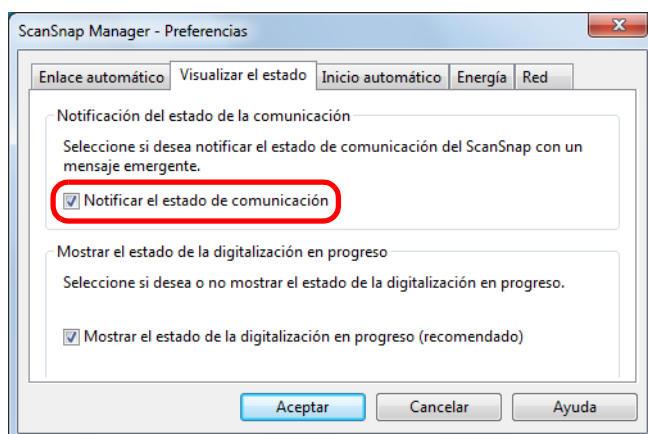 ScanSnap Manager - Preferencias
Enlace automático Visualizar el estado Inicio automático Energía Red
Notificación del estado de la comunicación
Seleccione si desea notificar el estado de comunicación del ScanSnap con un
mensaje emergente.
Notificar el estado de comunicación
Mostrar el estado de la digitalización en progreso
Seleccione si desea o no mostrar el estado de la digitalización en progreso.
Mostrar el estado de la digitalización en progreso (recomendado)
Aceptar Cancelar Ayuda